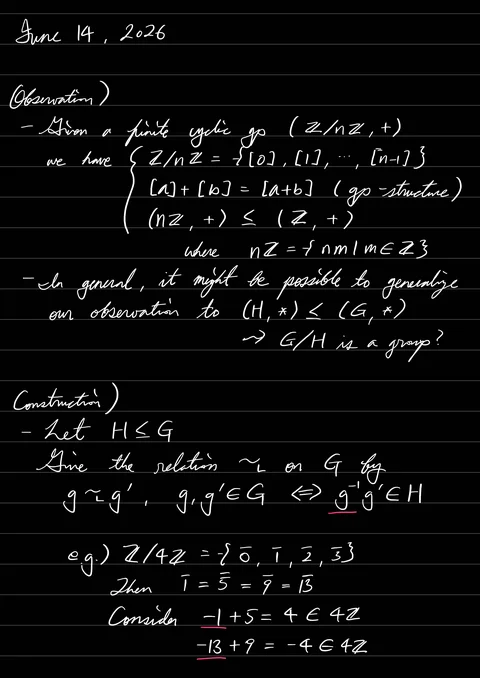 June 14, 2026
Observation)
- Given a finite cyclic gp (ℤ/nℤ, +)
we have { ℤ/nℤ = {[0], [1], ⋯, [n-1]}
[a] + [b] = [a+b] (gp-structure)
(nℤ, +) ≤ (ℤ, +)
where nℤ = {nm | m ∈ ℤ}
- In general, it might be possible to generalize
our observation to (H, *) ≤ (G, *)
⇝ G/H is a group?
Construction)
- Let H ≤ G
Give the relation ~L on G by
g ~L g', g, g' ∈ G ⟺ g⁻¹g' ∈ H
e.g.) ℤ/4ℤ = {0̄, 1̄, 2̄, 3̄}
Then 1̄ = 5̄ = 9̄ = 1̄3̄
Consider -1 + 5 = 4 ∈ 4ℤ
-13 + 9 = -4 ∈ 4ℤ